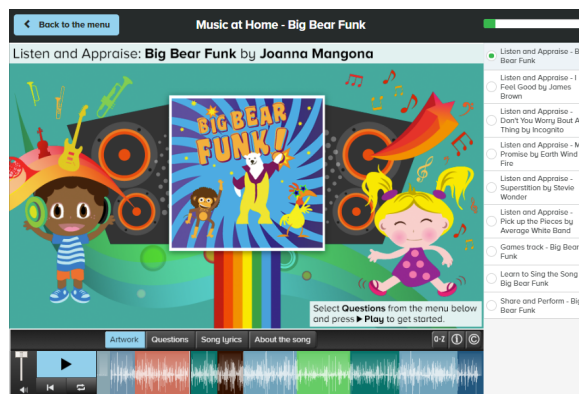 Back to the menu
Music at Home - Big Bear Funk
Listen and Appraise: Big Bear Funk by Joanna Mangona
BIG BEAR
FUNK!
Select Questions from the menu below
and press ▶ Play to get started.
Artwork
Questions
Song lyrics
About the song
0-Z
Listen and Appraise - B
Bear Funk
Listen and Appraise - I
Feel Good by James
Brown
Listen and Appraise -
Don't You Worry Bout A
Thing by Incognito
Listen and Appraise - M
Promise by Earth Wind
Fire
Listen and Appraise -
Superstition by Stevie
Wonder
Listen and Appraise -
Pick up the Pieces by
Average White Band
Games track - Big Bear
Funk
Learn to Sing the Song
Big Bear Funk
Share and Perform - Big
Bear Funk